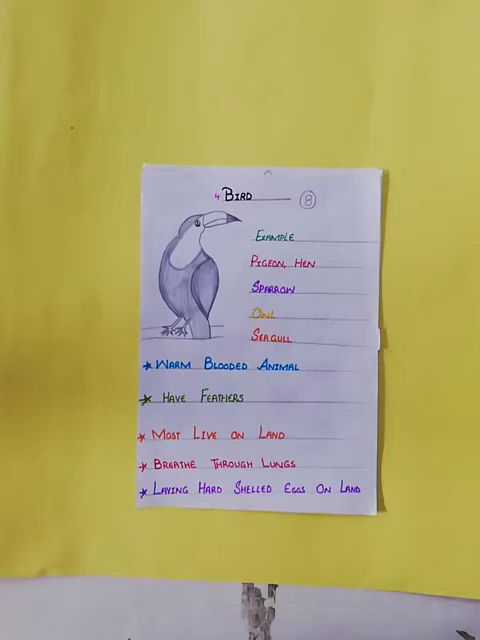 4 BIRD 8
EXAMPLE
PIGEON, HEN
SPARROW
OWL
SEAGULL
* WARM BLOODED ANIMAL
* HAVE FEATHERS
* MOST LIVE ON LAND
* BREATHE THROUGH LUNGS
* LAYING HARD SHELLED EGGS ON LAND